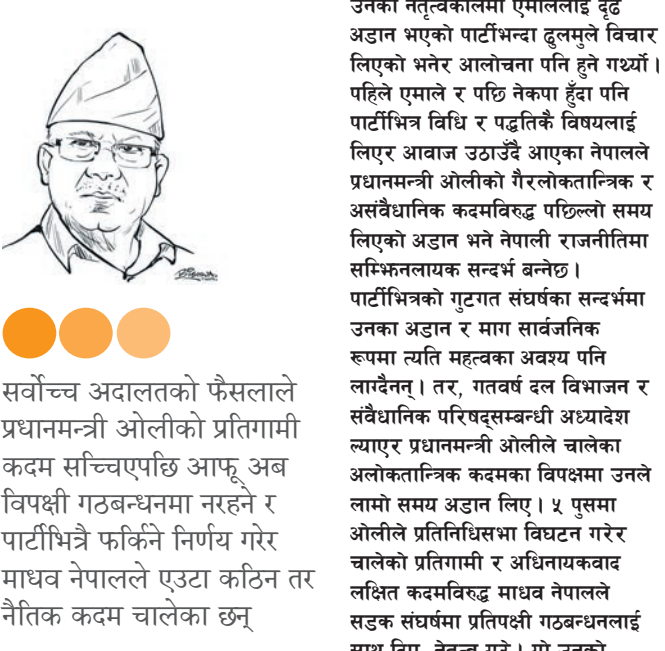 सर्वोच्च अदालतको फैसलाले
प्रधानमन्त्री ओलीको प्रतिगामी
कदम सच्चिएपछि आफू अब
विपक्षी गठबन्धनमा नरहने र
पार्टीभित्रै फर्किने निर्णय गरेर
माधव नेपालले एउटा कठिन तर
नैतिक कदम चालेका छन्
उनको नेतृत्वकालमा एमालेलाई दृढ
अडान भएको पार्टीभन्दा ढुलमुले विचार
लिएको भनेर आलोचना पनि हुने गर्थ्यो।
पहिले एमाले र पछि नेकपा हुँदा पनि
पार्टीभित्र विधि र पद्धतिकै विषयलाई
लिएर आवाज उठाउँदै आएका नेपालले
प्रधानमन्त्री ओलीको गैरलोकतान्त्रिक र
असंवैधानिक कदमविरुद्ध पछिल्लो समय
लिएको अडान भने नेपाली राजनीतिमा
सम्झिनलायक सन्दर्भ बन्नेछ।
पार्टीभित्रको गुटगत संघर्षका सन्दर्भमा
उनका अडान र माग सार्वजनिक
रूपमा त्यति महत्वका अवश्य पनि
लाग्दैनन्। तर, गतवर्ष दल विभाजन र
संवैधानिक परिषद्सम्बन्धी अध्यादेश
ल्याएर प्रधानमन्त्री ओलीले चालेका
अलोकतान्त्रिक कदमका विपक्षमा उनले
लामो समय अडान लिए। ५ पुसमा
ओलीले प्रतिनिधिसभा विघटन गरेर
चालेको प्रतिगामी र अधिनायकवाद
लक्षित कदमविरुद्ध माधव नेपालले
सडक संघर्षमा प्रतिपक्षी गठबन्धनलाई
साथ दिए, नेतृत्व गरे। यो उनको